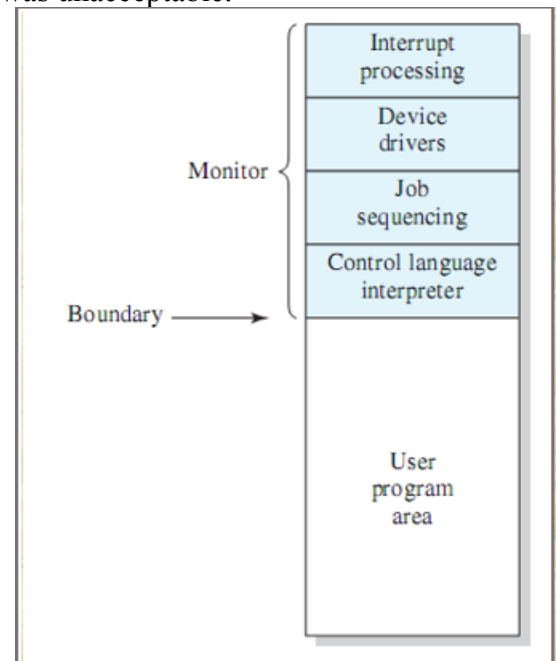 was unacceptable.
Interrupt
processing
Device
drivers
Monitor
Job
sequencing
Control language
interpreter
Boundary
User
program
area